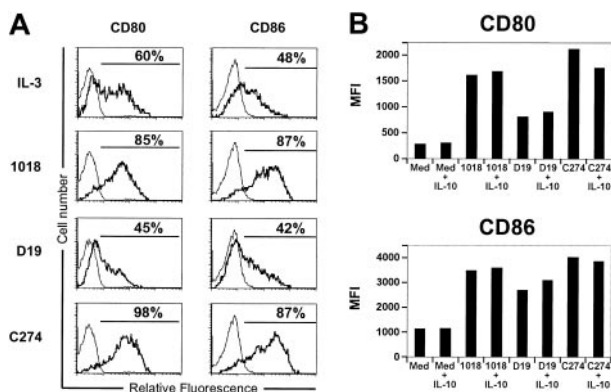 A
CD80 CD86
IL-3 60% 48%
1018 85% 87%
D19 45% 42%
C274 98% 87%
Cell number
Relative Fluorescence
B
CD80
MFI
2000
1500
1000
500
0
Med Med + IL-10 1018 1018 + IL-10 D19 D19 + IL-10 C274 C274 + IL-10
CD86
MFI
4000
3000
2000
1000
0
Med Med + IL-10 1018 1018 + IL-10 D19 D19 + IL-10 C274 C274 + IL-10